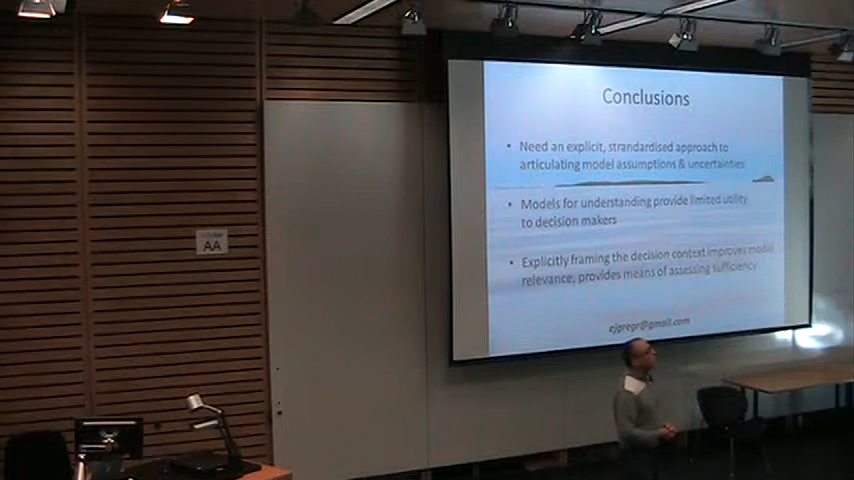 Conclusions
• Need an explicit, strandardised approach to
articulating model assumptions & uncertainties
• Models for understanding provide limited utility
to decision makers
• Explicitly framing the decision context improves model
relevance, provides means of assessing sufficiency
ejprepr@gmail.com
AA